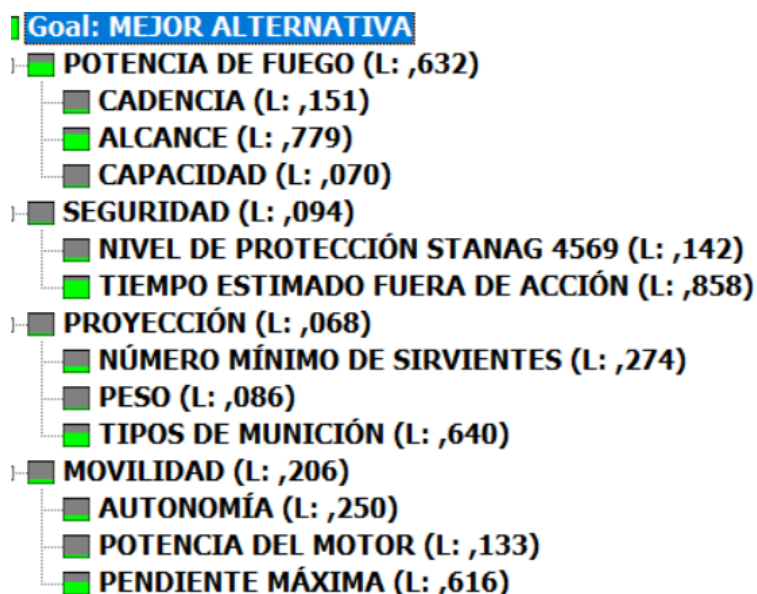 Goal: MEJOR ALTERNATIVA
POTENCIA DE FUEGO (L: ,632)
CADENCIA (L: ,151)
ALCANCE (L: ,779)
CAPACIDAD (L: ,070)
SEGURIDAD (L: ,094)
NIVEL DE PROTECCIÓN STANAG 4569 (L: ,142)
TIEMPO ESTIMADO FUERA DE ACCIÓN (L: ,858)
PROYECCIÓN (L: ,068)
NÚMERO MÍNIMO DE SIRVIENTES (L: ,274)
PESO (L: ,086)
TIPOS DE MUNICIÓN (L: ,640)
MOVILIDAD (L: ,206)
AUTONOMÍA (L: ,250)
POTENCIA DEL MOTOR (L: ,133)
PENDIENTE MÁXIMA (L: ,616)